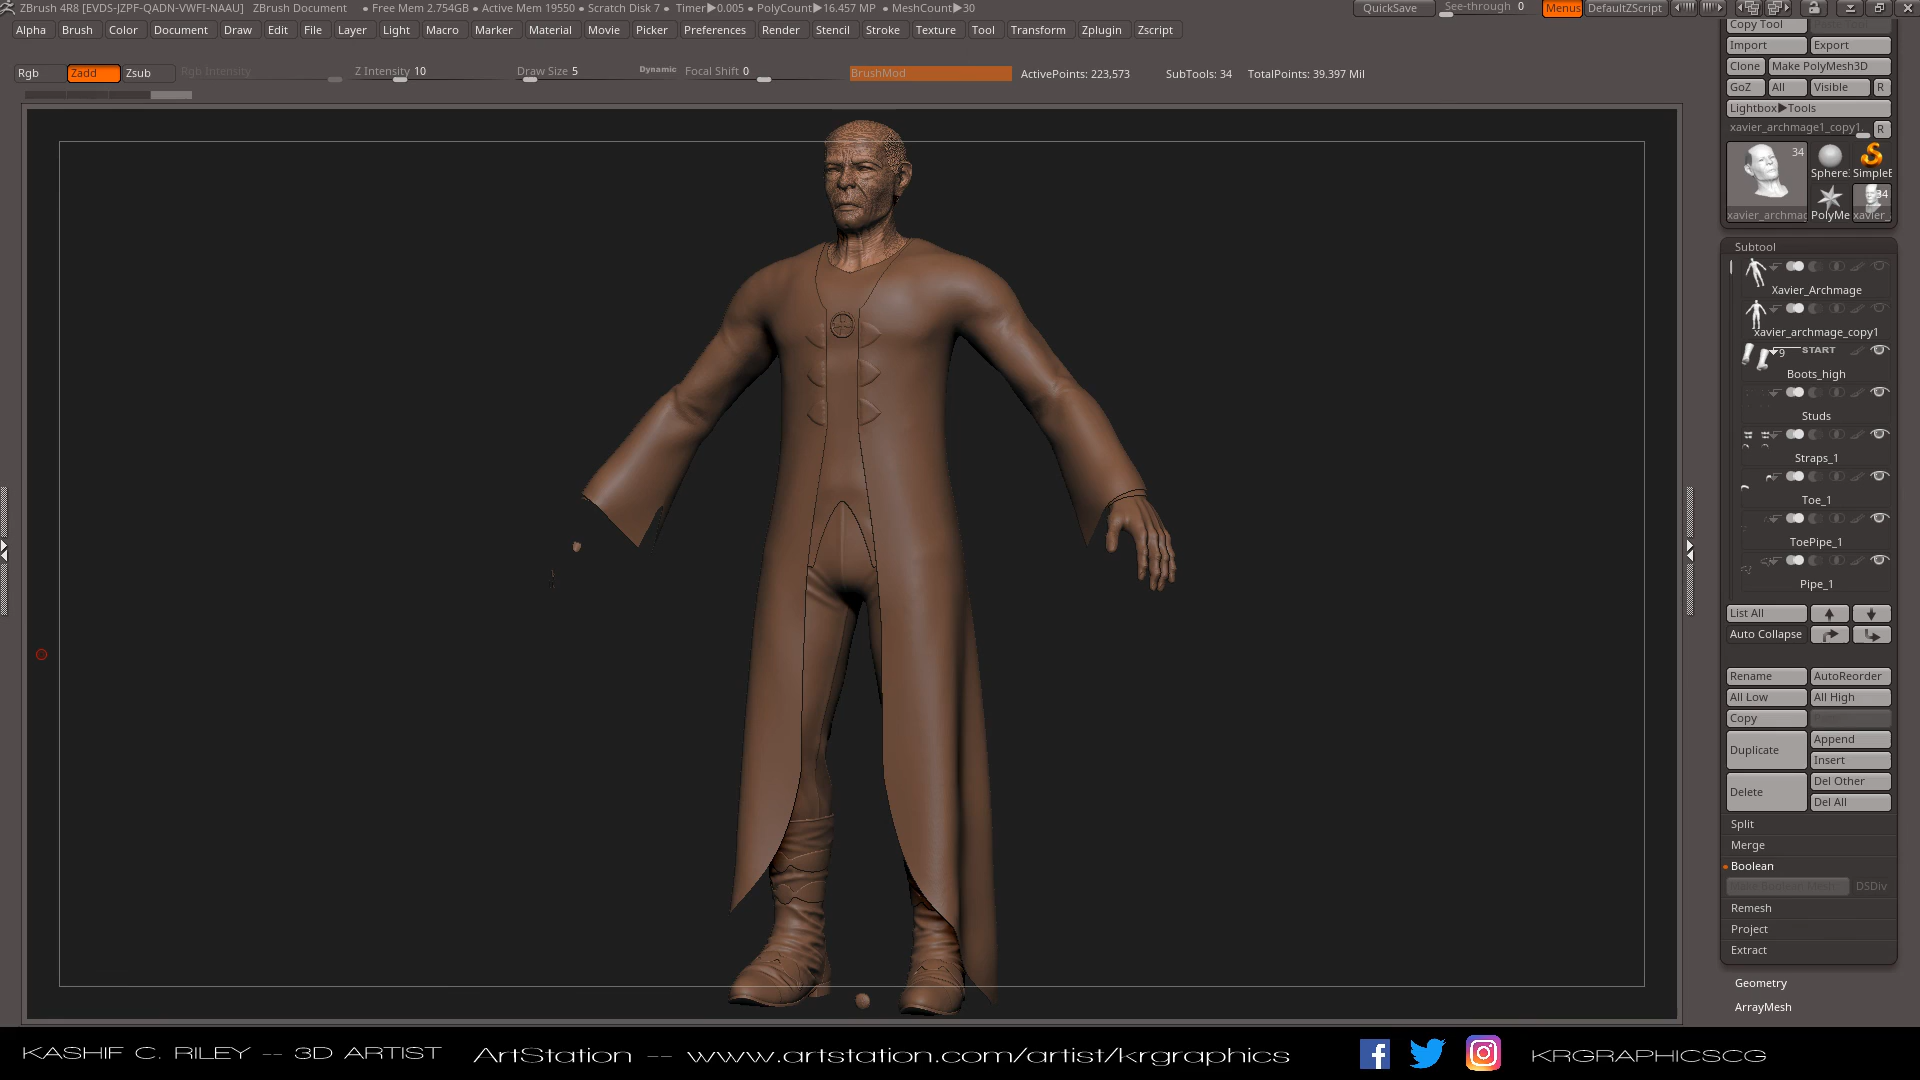 ZBrush 4R8 [EVDS-JZPF-QADN-VWFI-NAAU] ZBrush Document ● Free Mem 2.754GB ● Active Mem 19550 ● Scratch Disk 7 ● Timer▶0.005 ● PolyCount▶16.457 MP ● MeshCount▶30 QuickSave See-through 0 Menus DefaultZScript
Alpha Brush Color Document Draw Edit File Layer Light Macro Marker Material Movie Picker Preferences Render Stencil Stroke Texture Tool Transform Zplugin Zscript
Rgb Zadd Zsub Rgb Intensity Z Intensity 10 Draw Size 5 Dynamic Focal Shift 0 BrushMod ActivePoints: 223,573 SubTools: 34 TotalPoints: 39.397 Mil
Copy Tool
Import Export
Clone Make PolyMesh3D
GoZ All Visible R
Lightbox▶Tools
xavier_archmage1_copy1. R
34
Sphere SimpleB
34
xavier_archmag PolyMe xavier_
Subtool
Xavier_Archmage
xavier_archmage_copy1
9 START
Boots_high
Studs
Straps_1
Toe_1
ToePipe_1
Pipe_1
List All
Auto Collapse
Rename AutoReorder
All Low All High
Copy
Duplicate Append
Insert
Delete Del Other
Del All
Split
Merge
Boolean
Make Boolean Mesh DSDiv
Remesh
Project
Extract
Geometry
ArrayMesh
KASHIF C. RILEY -- 3D ARTIST ArtStation -- www.artstation.com/artist/krgraphics KRGRAPHICSCG